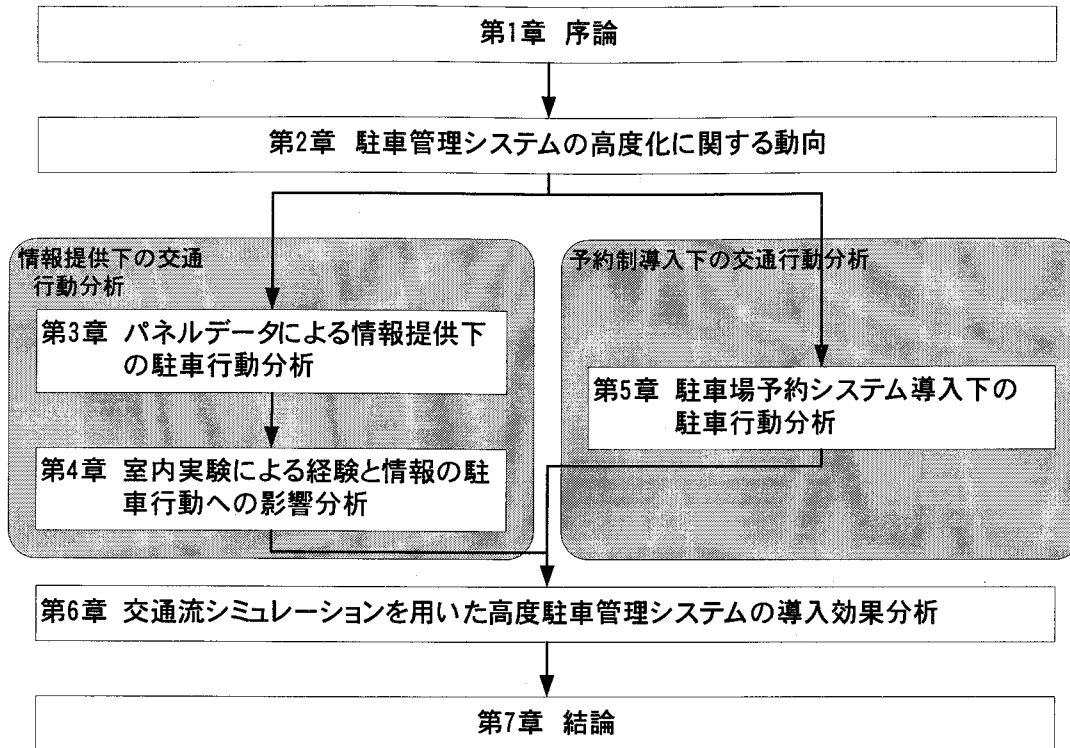 第1章 序論
第2章 駐車管理システムの高度化に関する動向
情報提供下の交通
行動分析
第3章 パネルデータによる情報提供下
の駐車行動分析
第4章 室内実験による経験と情報の駐
車行動への影響分析
予約制導入下の交通行動分析
第5章 駐車場予約システム導入下の
駐車行動分析
第6章 交通流シミュレーションを用いた高度駐車管理システムの導入効果分析
第7章 結論